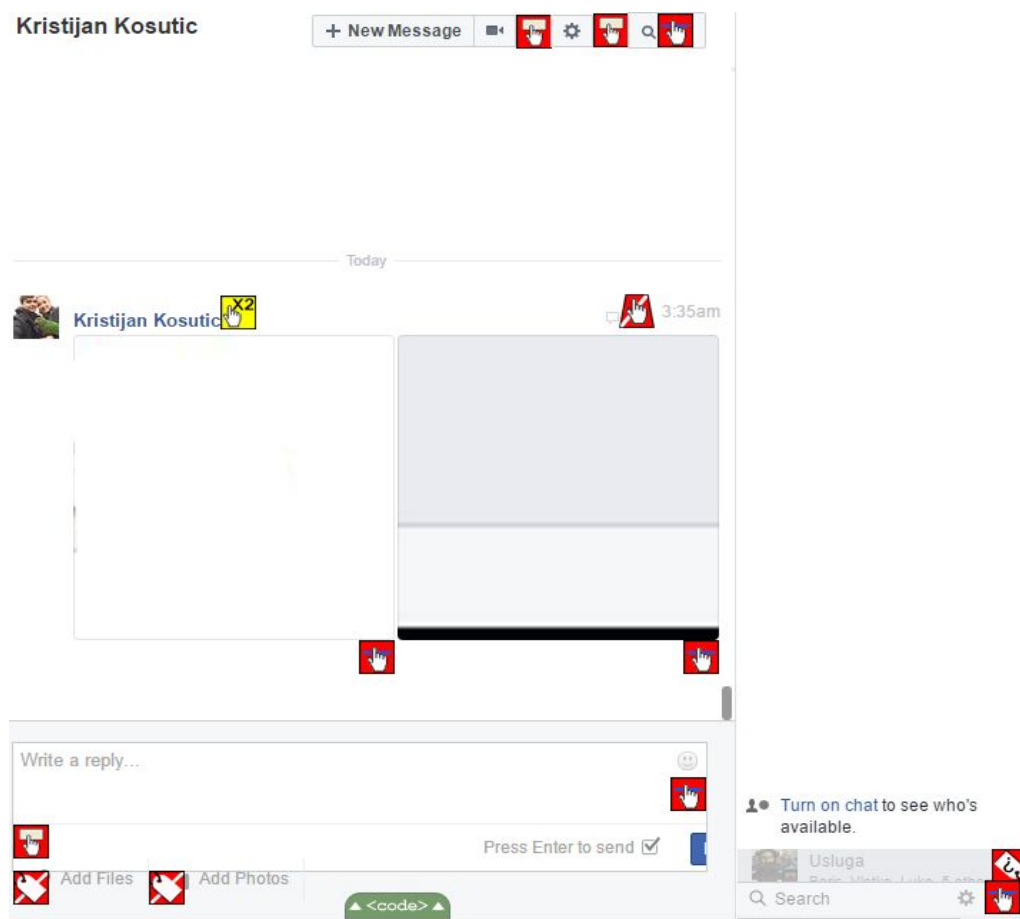 Kristijan Kosutic
+ New Message
Today
Kristijan Kosutic
X2
3:35am
Write a reply...
Press Enter to send
Add Files
Add Photos
▲ <code> ▲
Turn on chat to see who's
available.
Usluga
Search